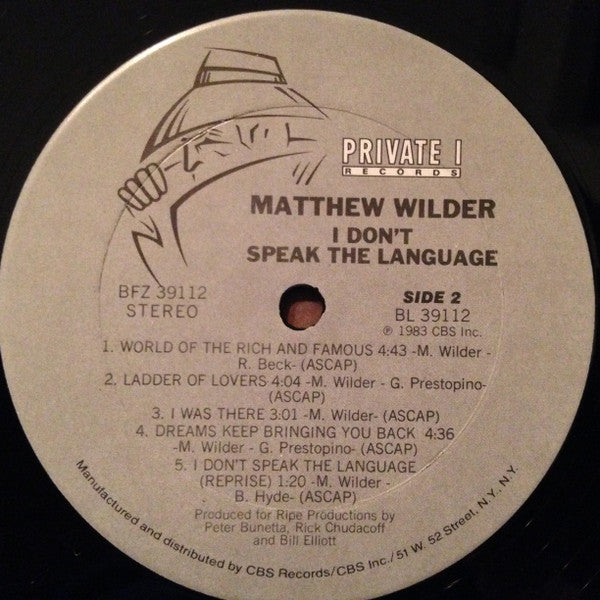 PRIVATE I
RECORDS
MATTHEW WILDER
I DON'T
SPEAK THE LANGUAGE
BFZ 39112
STEREO
SIDE 2
BL 39112
℗ 1983 CBS Inc.
1. WORLD OF THE RICH AND FAMOUS 4:43 -M. Wilder -
R. Beck- (ASCAP)
2. LADDER OF LOVERS 4:04 -M. Wilder - G. Prestopino-
(ASCAP)
3. I WAS THERE 3:01 -M. Wilder- (ASCAP)
4. DREAMS KEEP BRINGING YOU BACK 4:36
-M. Wilder - G. Prestopino- (ASCAP)
5. I DON'T SPEAK THE LANGUAGE
(REPRISE) 1:20 -M. Wilder -
B. Hyde- (ASCAP)
Produced for Ripe Productions by
Peter Bunetta, Rick Chudacoff
and Bill Elliott
Manufactured and distributed by CBS Records/CBS Inc./51 W. 52 Street, N.Y. N.Y.